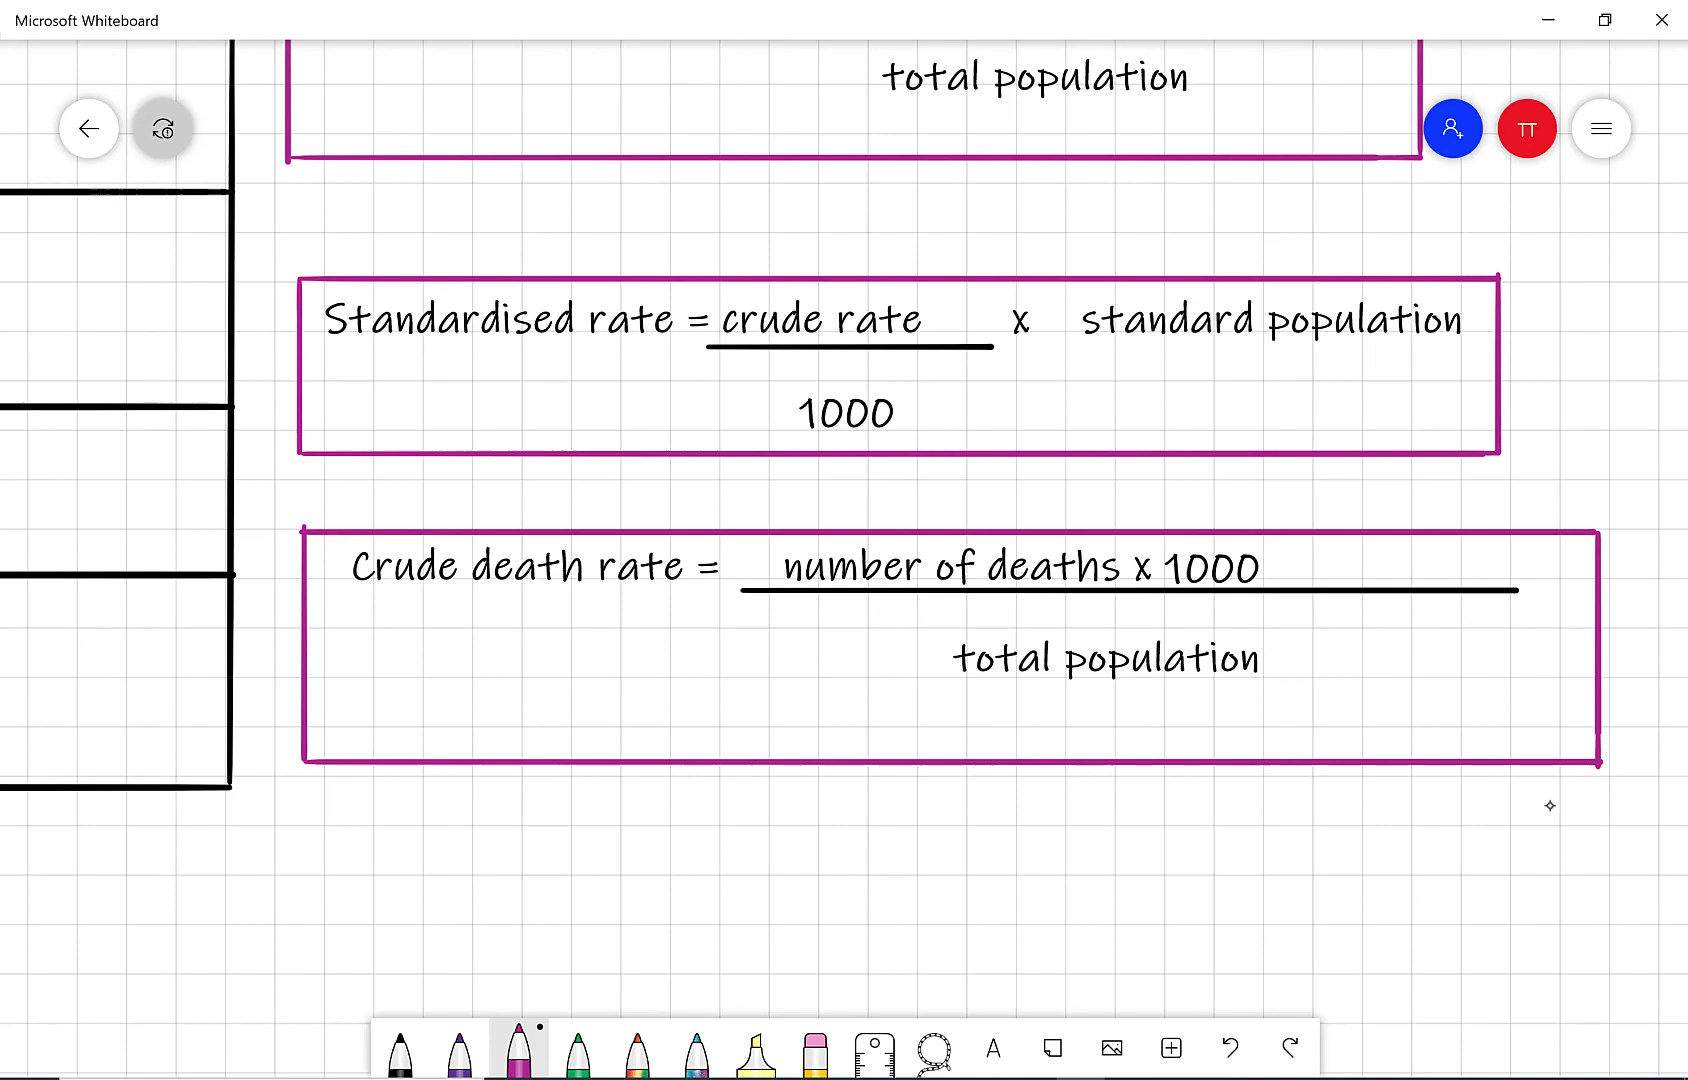 Microsoft Whiteboard
total population
TT
Standardised rate = crude rate x standard population
1000
Crude death rate = number of deaths x 1000
total population
A